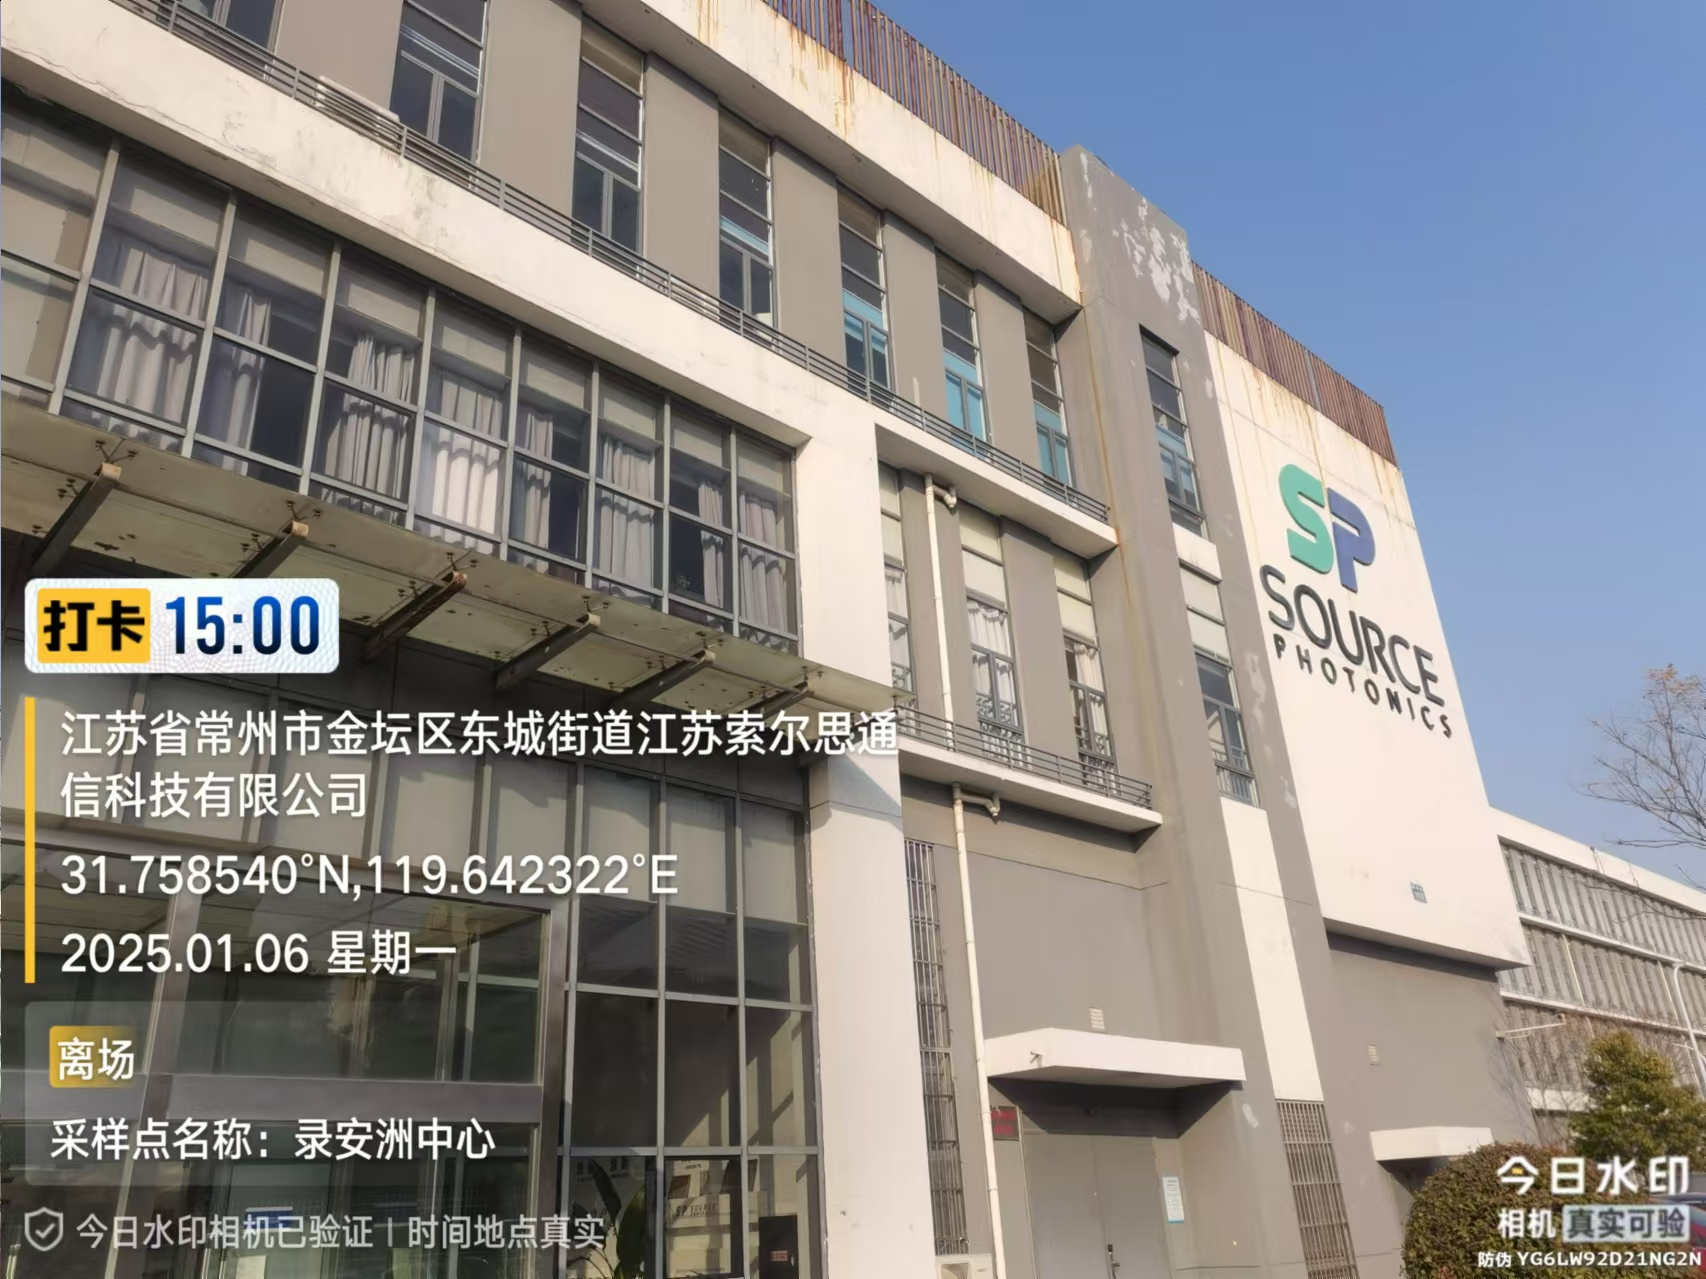 SP
SOURCE
PHOTONICS
打卡 15:00
江苏省常州市金坛区东城街道江苏索尔思通
信科技有限公司
31.758540°N,119.642322°E
2025.01.06 星期一
离场
采样点名称：录安洲中心
今日水印相机已验证 | 时间地点真实
今日水印
相机 真实可验
防伪 YG6LW92D21NG2N